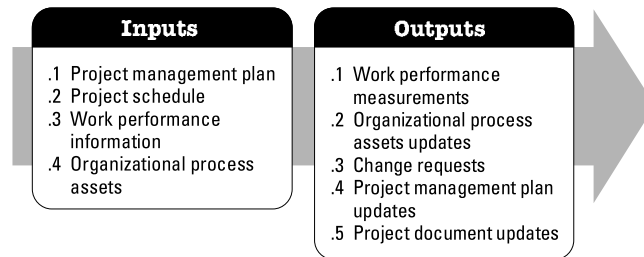 Inputs
.1 Project management plan
.2 Project schedule
.3 Work performance
information
.4 Organizational process
assets
Outputs
.1 Work performance
measurements
.2 Organizational process
assets updates
.3 Change requests
.4 Project management plan
updates
.5 Project document updates